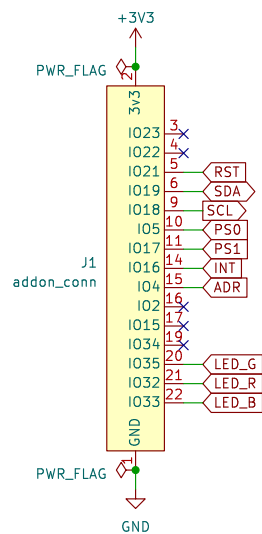 +3V3
PWR_FLAG
2
3v3
IO23 3
IO22 4
IO21 5 RST
IO19 6 SDA
IO18 9 SCL
IO5 10 PS0
IO17 11 PS1
J1
IO16 14 INT
addon_conn
IO4 15 ADR
IO2 16
IO15 17
IO34 19
IO35 20 LED_G
IO32 21 LED_R
IO33 22 LED_B
GND
1
PWR_FLAG
GND